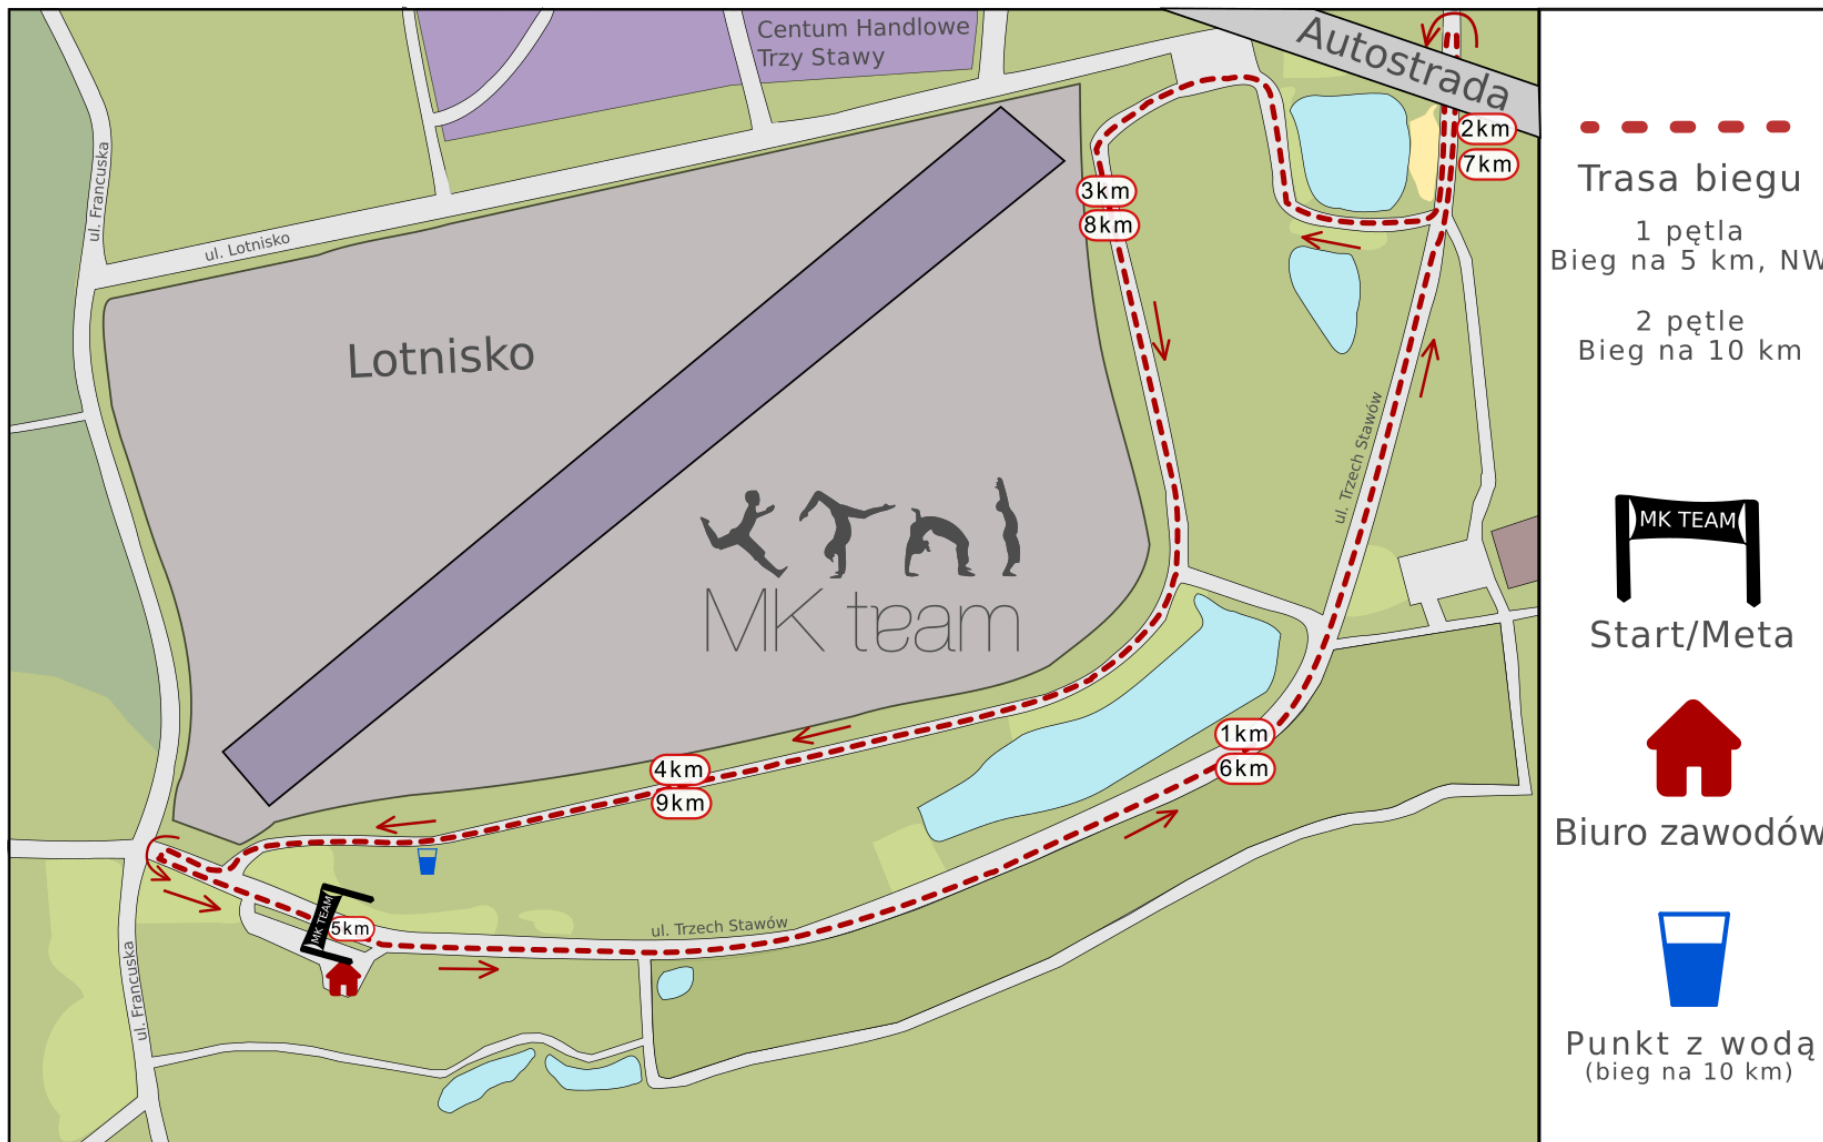 Centum Handlowe
Trzy Stawy
Autostrada
2km
7km
ul. Francuska
ul. Lotnisko
3km
8km
Lotnisko
ul. Trzech Stawów
MK team
1km
6km
4km
9km
MK TEAM
5km
ul. Trzech Stawów
ul. Francuska
Trasa biegu
1 pętla
Bieg na 5 km, NW
2 pętle
Bieg na 10 km
MK TEAM
Start/Meta
Biuro zawodów
Punkt z wodą
(bieg na 10 km)